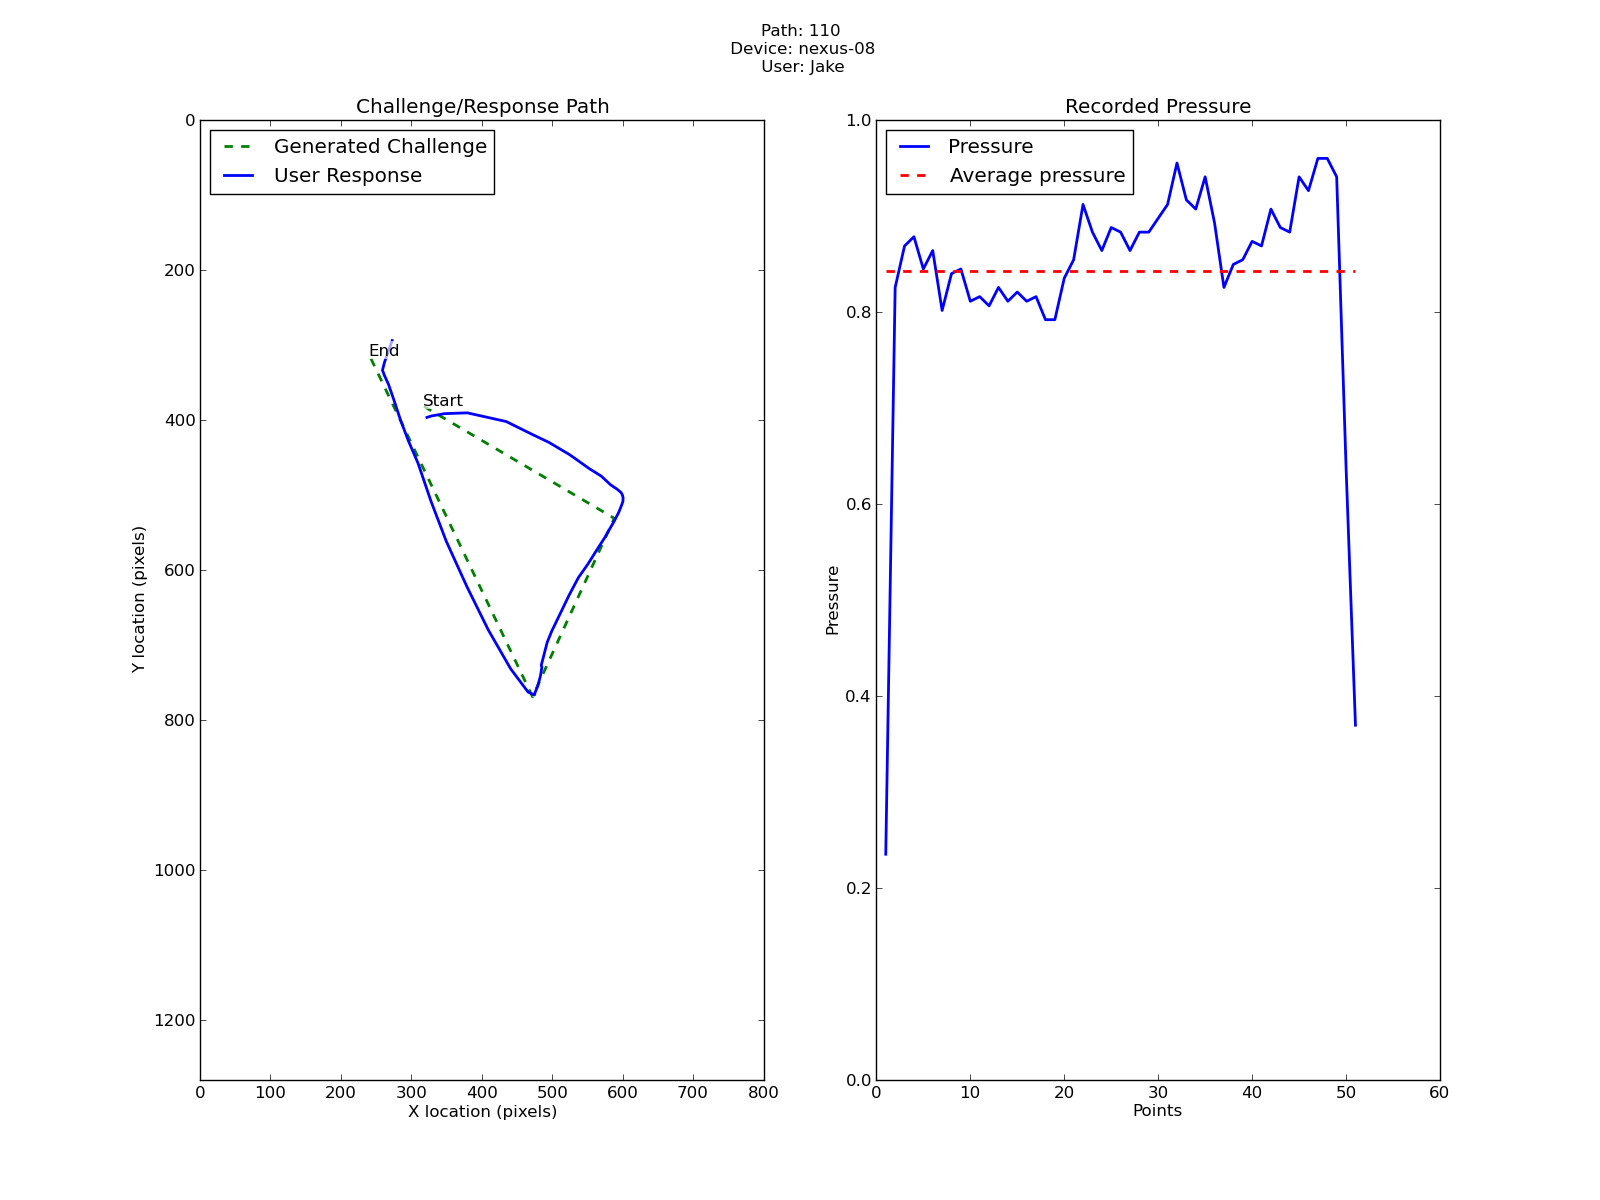 Path: 110
Device: nexus-08
User: Jake
Challenge/Response Path
Generated Challenge
User Response
End
Start
0
200
400
600
800
1000
1200
Y location (pixels)
0 100 200 300 400 500 600 700 800
X location (pixels)
Recorded Pressure
Pressure
Average pressure
1.0
0.8
0.6
0.4
0.2
0.0
Pressure
0 10 20 30 40 50 60
Points